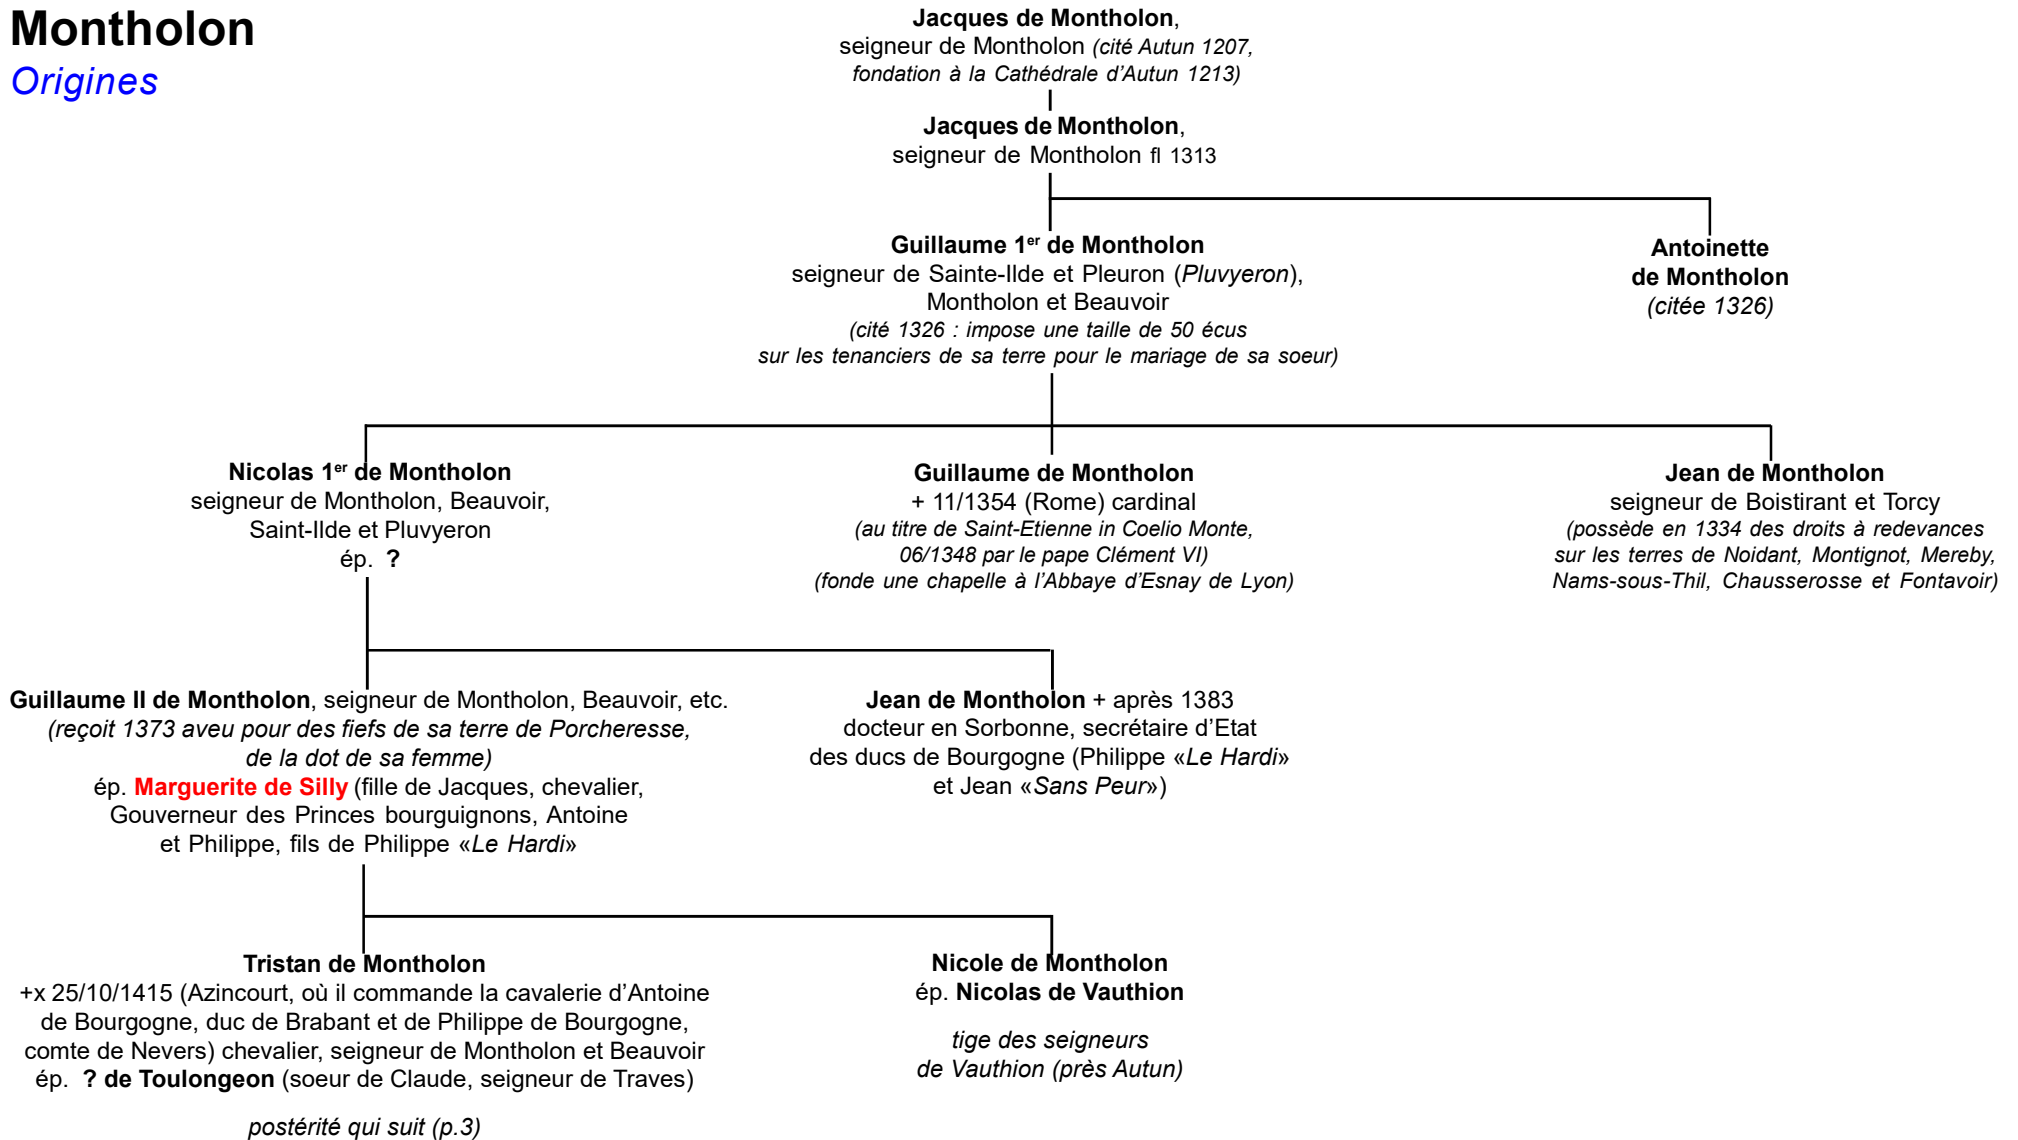 Montholon
Origines
Jacques de Montholon,
seigneur de Montholon (cité Autun 1207,
fondation à la Cathédrale d’Autun 1213)
Jacques de Montholon,
seigneur de Montholon fl 1313
Guillaume 1er de Montholon
seigneur de Sainte-Ilde et Pleuron (Pluvyeron),
Montholon et Beauvoir
(cité 1326 : impose une taille de 50 écus
sur les tenanciers de sa terre pour le mariage de sa soeur)
Antoinette
de Montholon
(citée 1326)
Nicolas 1er de Montholon
seigneur de Montholon, Beauvoir,
Saint-Ilde et Pluvyeron
ép. ?
Guillaume de Montholon
+ 11/1354 (Rome) cardinal
(au titre de Saint-Etienne in Coelio Monte,
06/1348 par le pape Clément VI)
(fonde une chapelle à l’Abbaye d’Esnay de Lyon)
Jean de Montholon
seigneur de Boistirant et Torcy
(possède en 1334 des droits à redevances
sur les terres de Noidant, Montignot, Mereby,
Nams-sous-Thil, Chausserosse et Fontavoir)
Guillaume II de Montholon, seigneur de Montholon, Beauvoir, etc.
(reçoit 1373 aveu pour des fiefs de sa terre de Porcheresse,
de la dot de sa femme)
ép. Marguerite de Silly (fille de Jacques, chevalier,
Gouverneur des Princes bourguignons, Antoine
et Philippe, fils de Philippe «Le Hardi»
Jean de Montholon + après 1383
docteur en Sorbonne, secrétaire d’Etat
des ducs de Bourgogne (Philippe «Le Hardi»
et Jean «Sans Peur»)
Tristan de Montholon
+x 25/10/1415 (Azincourt, où il commande la cavalerie d’Antoine
de Bourgogne, duc de Brabant et de Philippe de Bourgogne,
comte de Nevers) chevalier, seigneur de Montholon et Beauvoir
ép. ? de Toulongeon (soeur de Claude, seigneur de Traves)
postérité qui suit (p.3)
Nicole de Montholon
ép. Nicolas de Vauthion
tige des seigneurs
de Vauthion (près Autun)